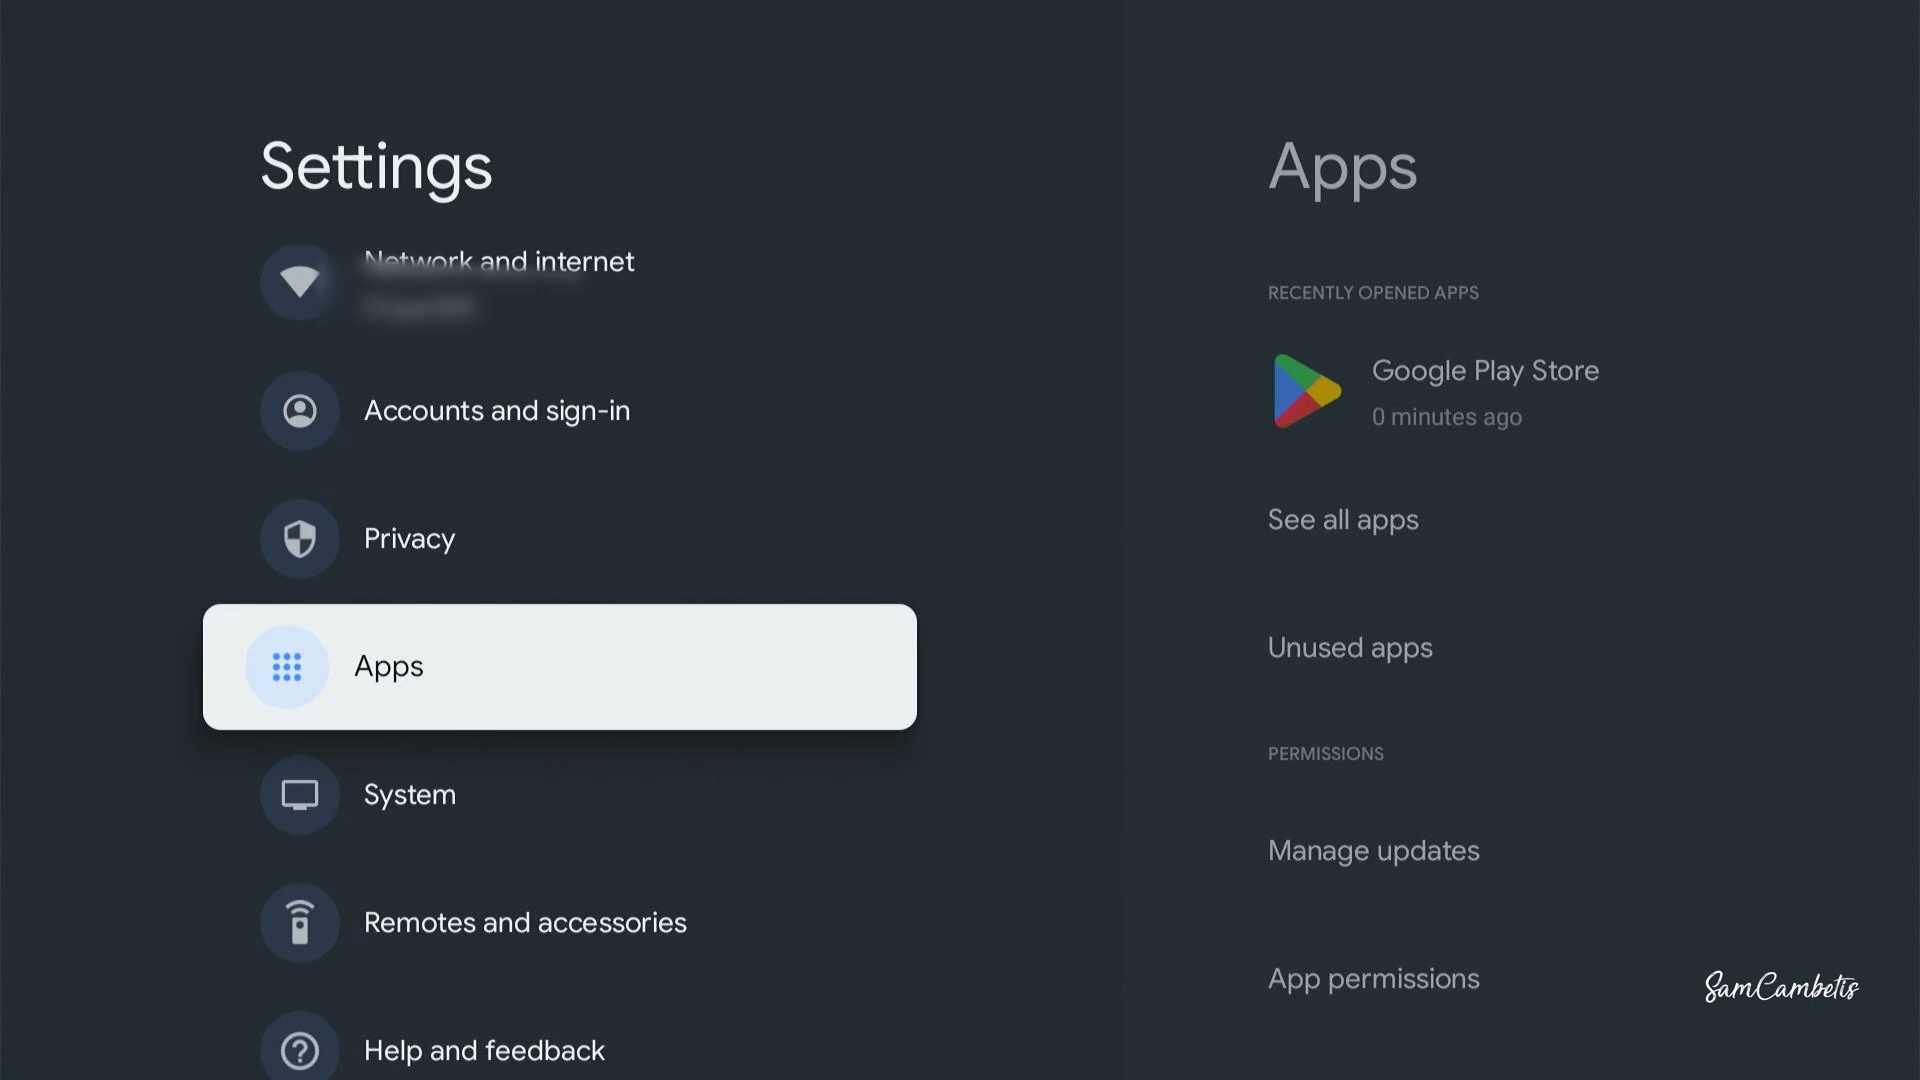 Settings
Network and internet
Accounts and sign-in
Privacy
Apps
System
Remotes and accessories
Help and feedback
Apps
RECENTLY OPENED APPS
Google Play Store
0 minutes ago
See all apps
Unused apps
PERMISSIONS
Manage updates
App permissions
SamCambetis